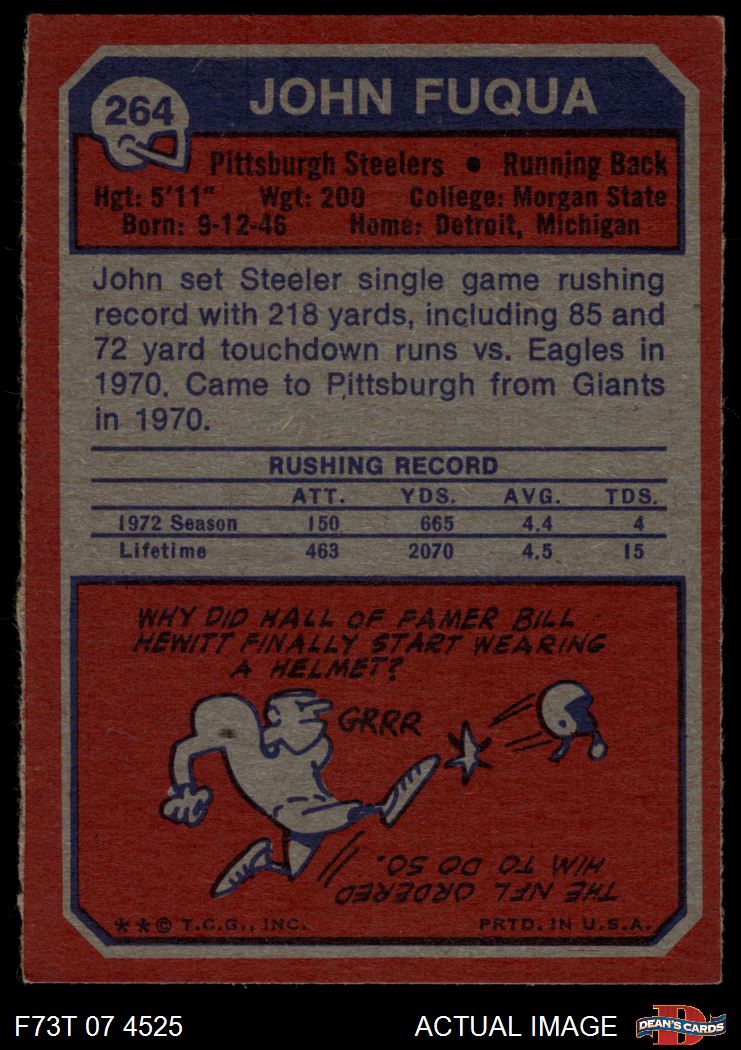 264 JOHN FUQUA
Pittsburgh Steelers • Running Back
Hgt: 5'11" Wgt: 200 College: Morgan State
Born: 9-12-46 Home: Detroit, Michigan
John set Steeler single game rushing
record with 218 yards, including 85 and
72 yard touchdown runs vs. Eagles in
1970. Came to Pittsburgh from Giants
in 1970.
RUSHING RECORD
ATT. YDS. AVG. TDS.
1972 Season 150 665 4.4 4
Lifetime 463 2070 4.5 15
WHY DID HALL OF FAMER BILL
HEWITT FINALLY START WEARING
A HELMET?
GRRR
THE NFL ORDERED
HIM TO DO SO.
**© T.C.G., INC. PRTD. IN U.S.A.
F73T 07 4525 ACTUAL IMAGE D DEAN'S CARDS